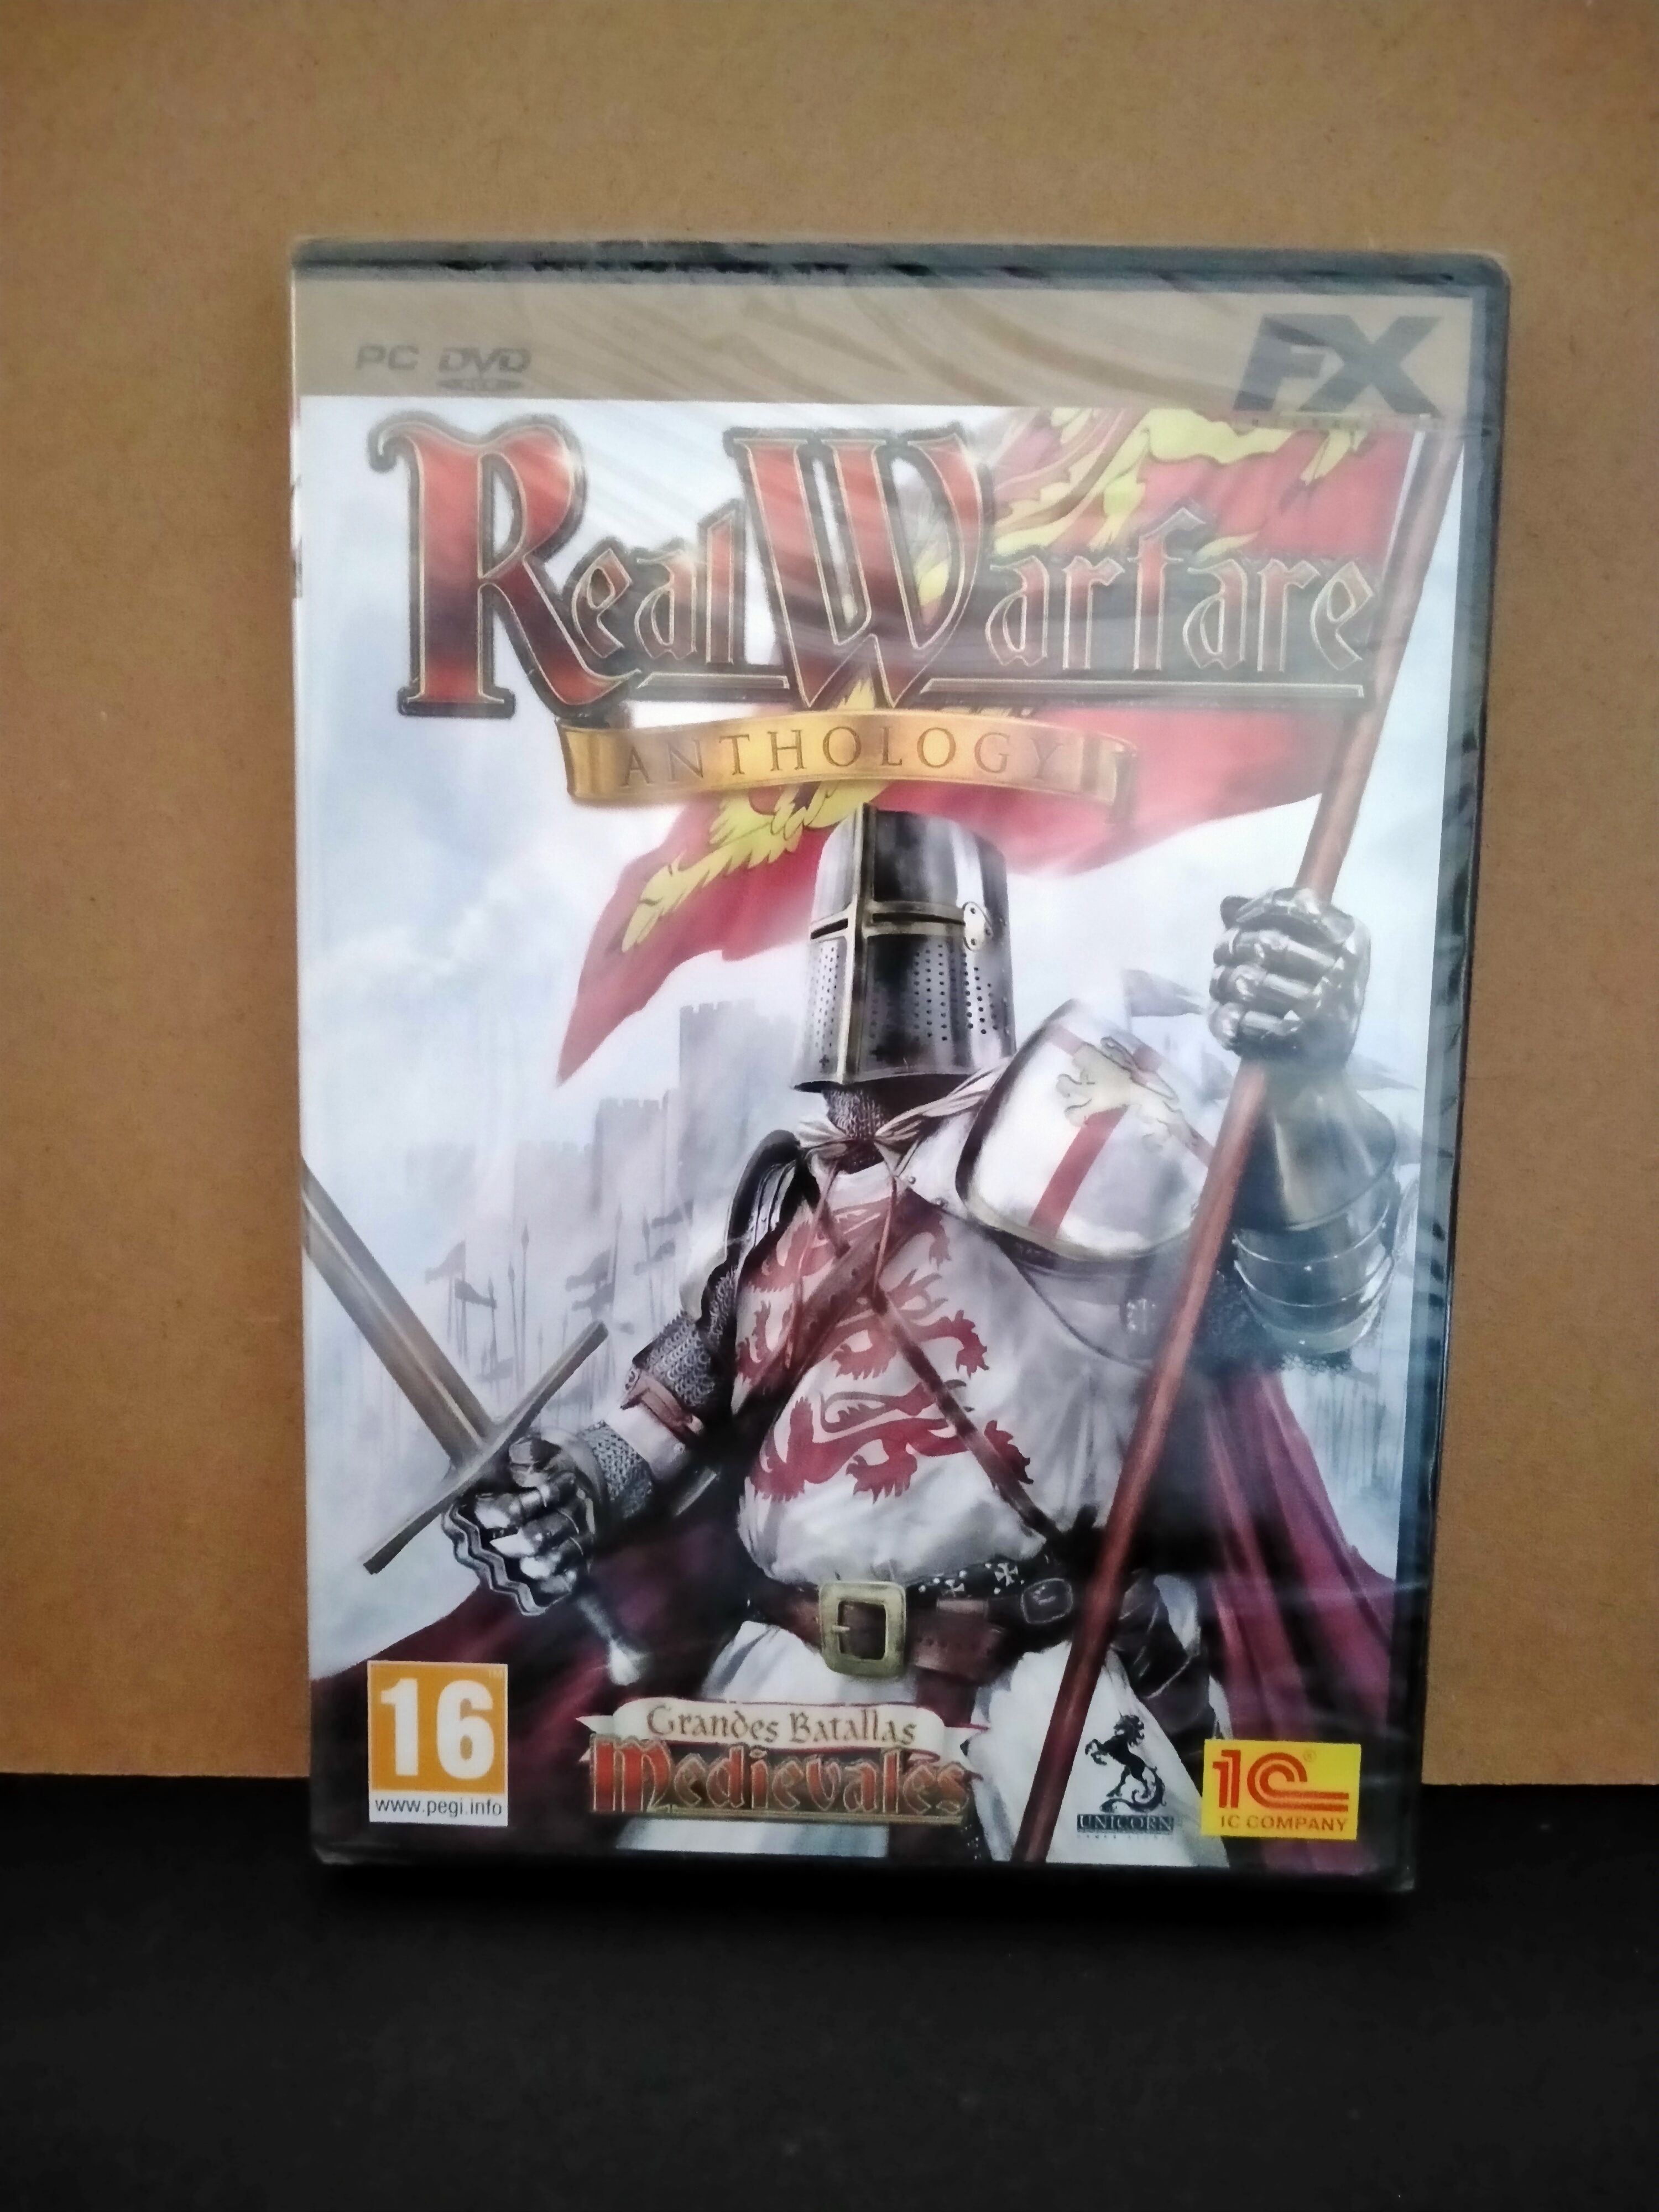 PC DVD
FX
Real Warfare
ANTHOLOGY
16
www.pegi.info
Grandes Batallas
Medievales
UNICORN
1C®
1C COMPANY